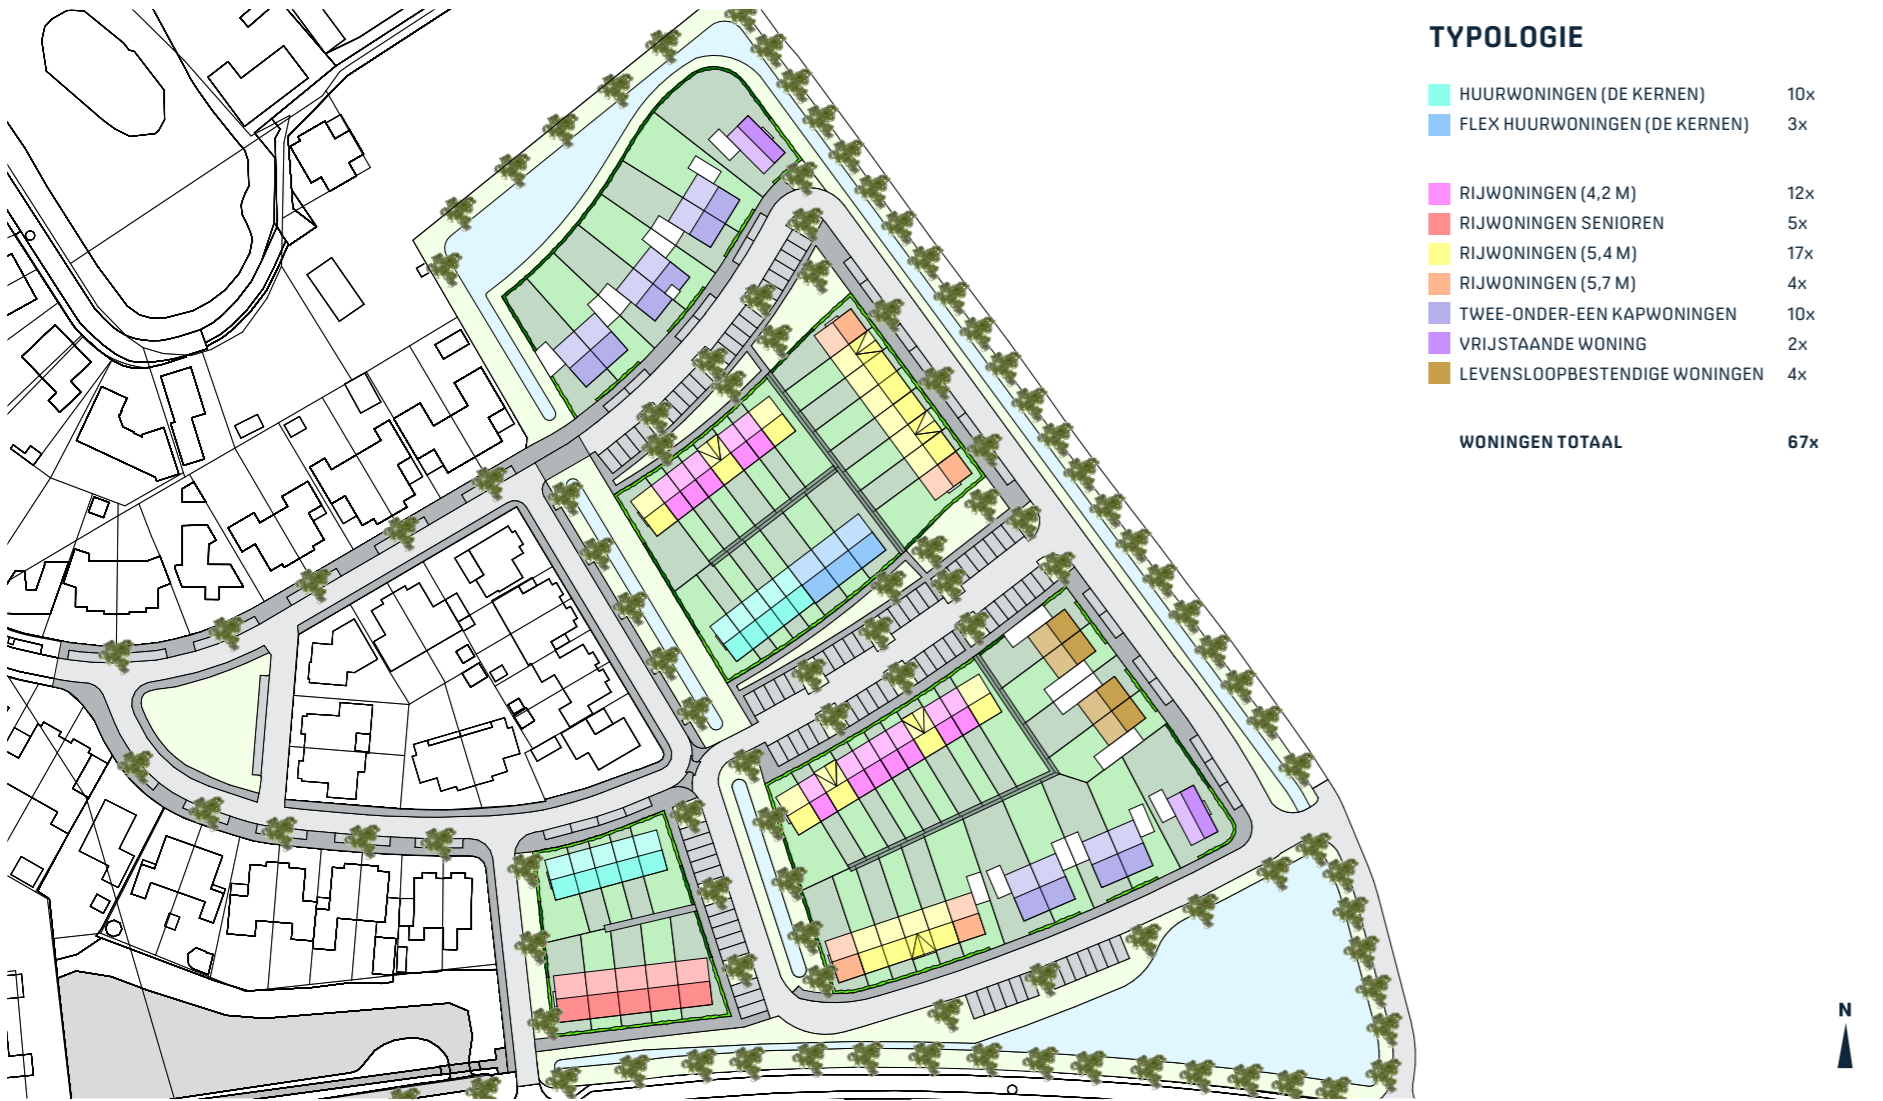 TYPOLOGIE
HUURWONINGEN (DE KERNEN) 10x
FLEX HUURWONINGEN (DE KERNEN) 3x
RIJWONINGEN (4,2 M) 12x
RIJWONINGEN SENIOREN 5x
RIJWONINGEN (5,4 M) 17x
RIJWONINGEN (5,7 M) 4x
TWEE-ONDER-EEN KAPWONINGEN 10x
VRIJSTAANDE WONING 2x
LEVENSLOOPBESTENDIGE WONINGEN 4x
WONINGEN TOTAAL 67x
N